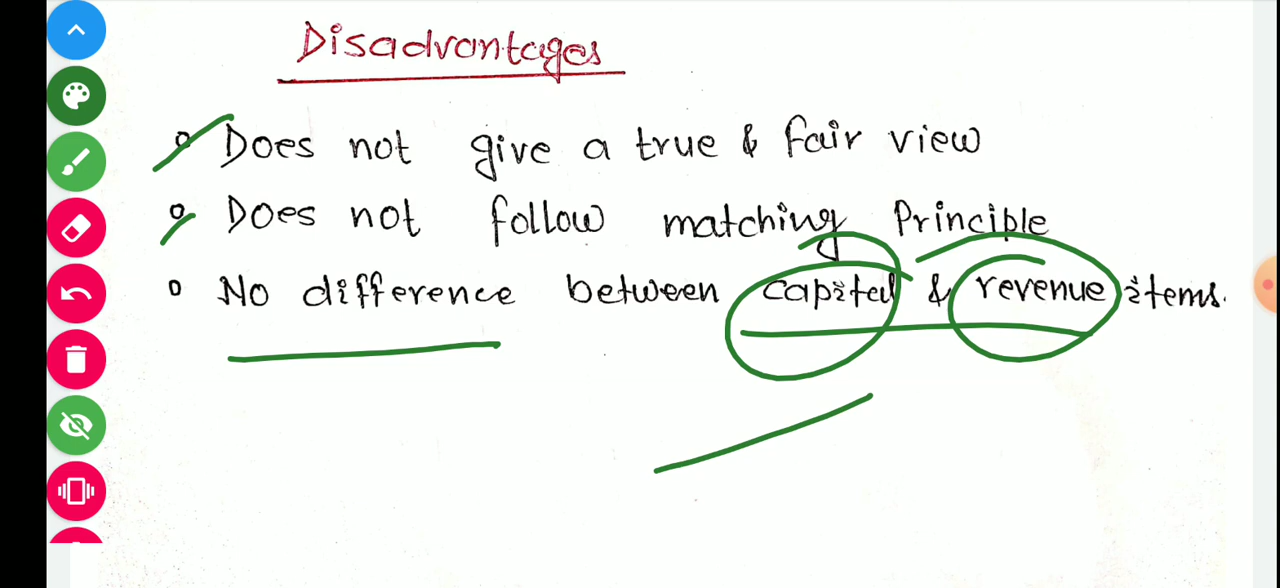 Disadvantages
Does not give a true & fair view
Does not follow matching Principle
No difference between capital & revenue items.